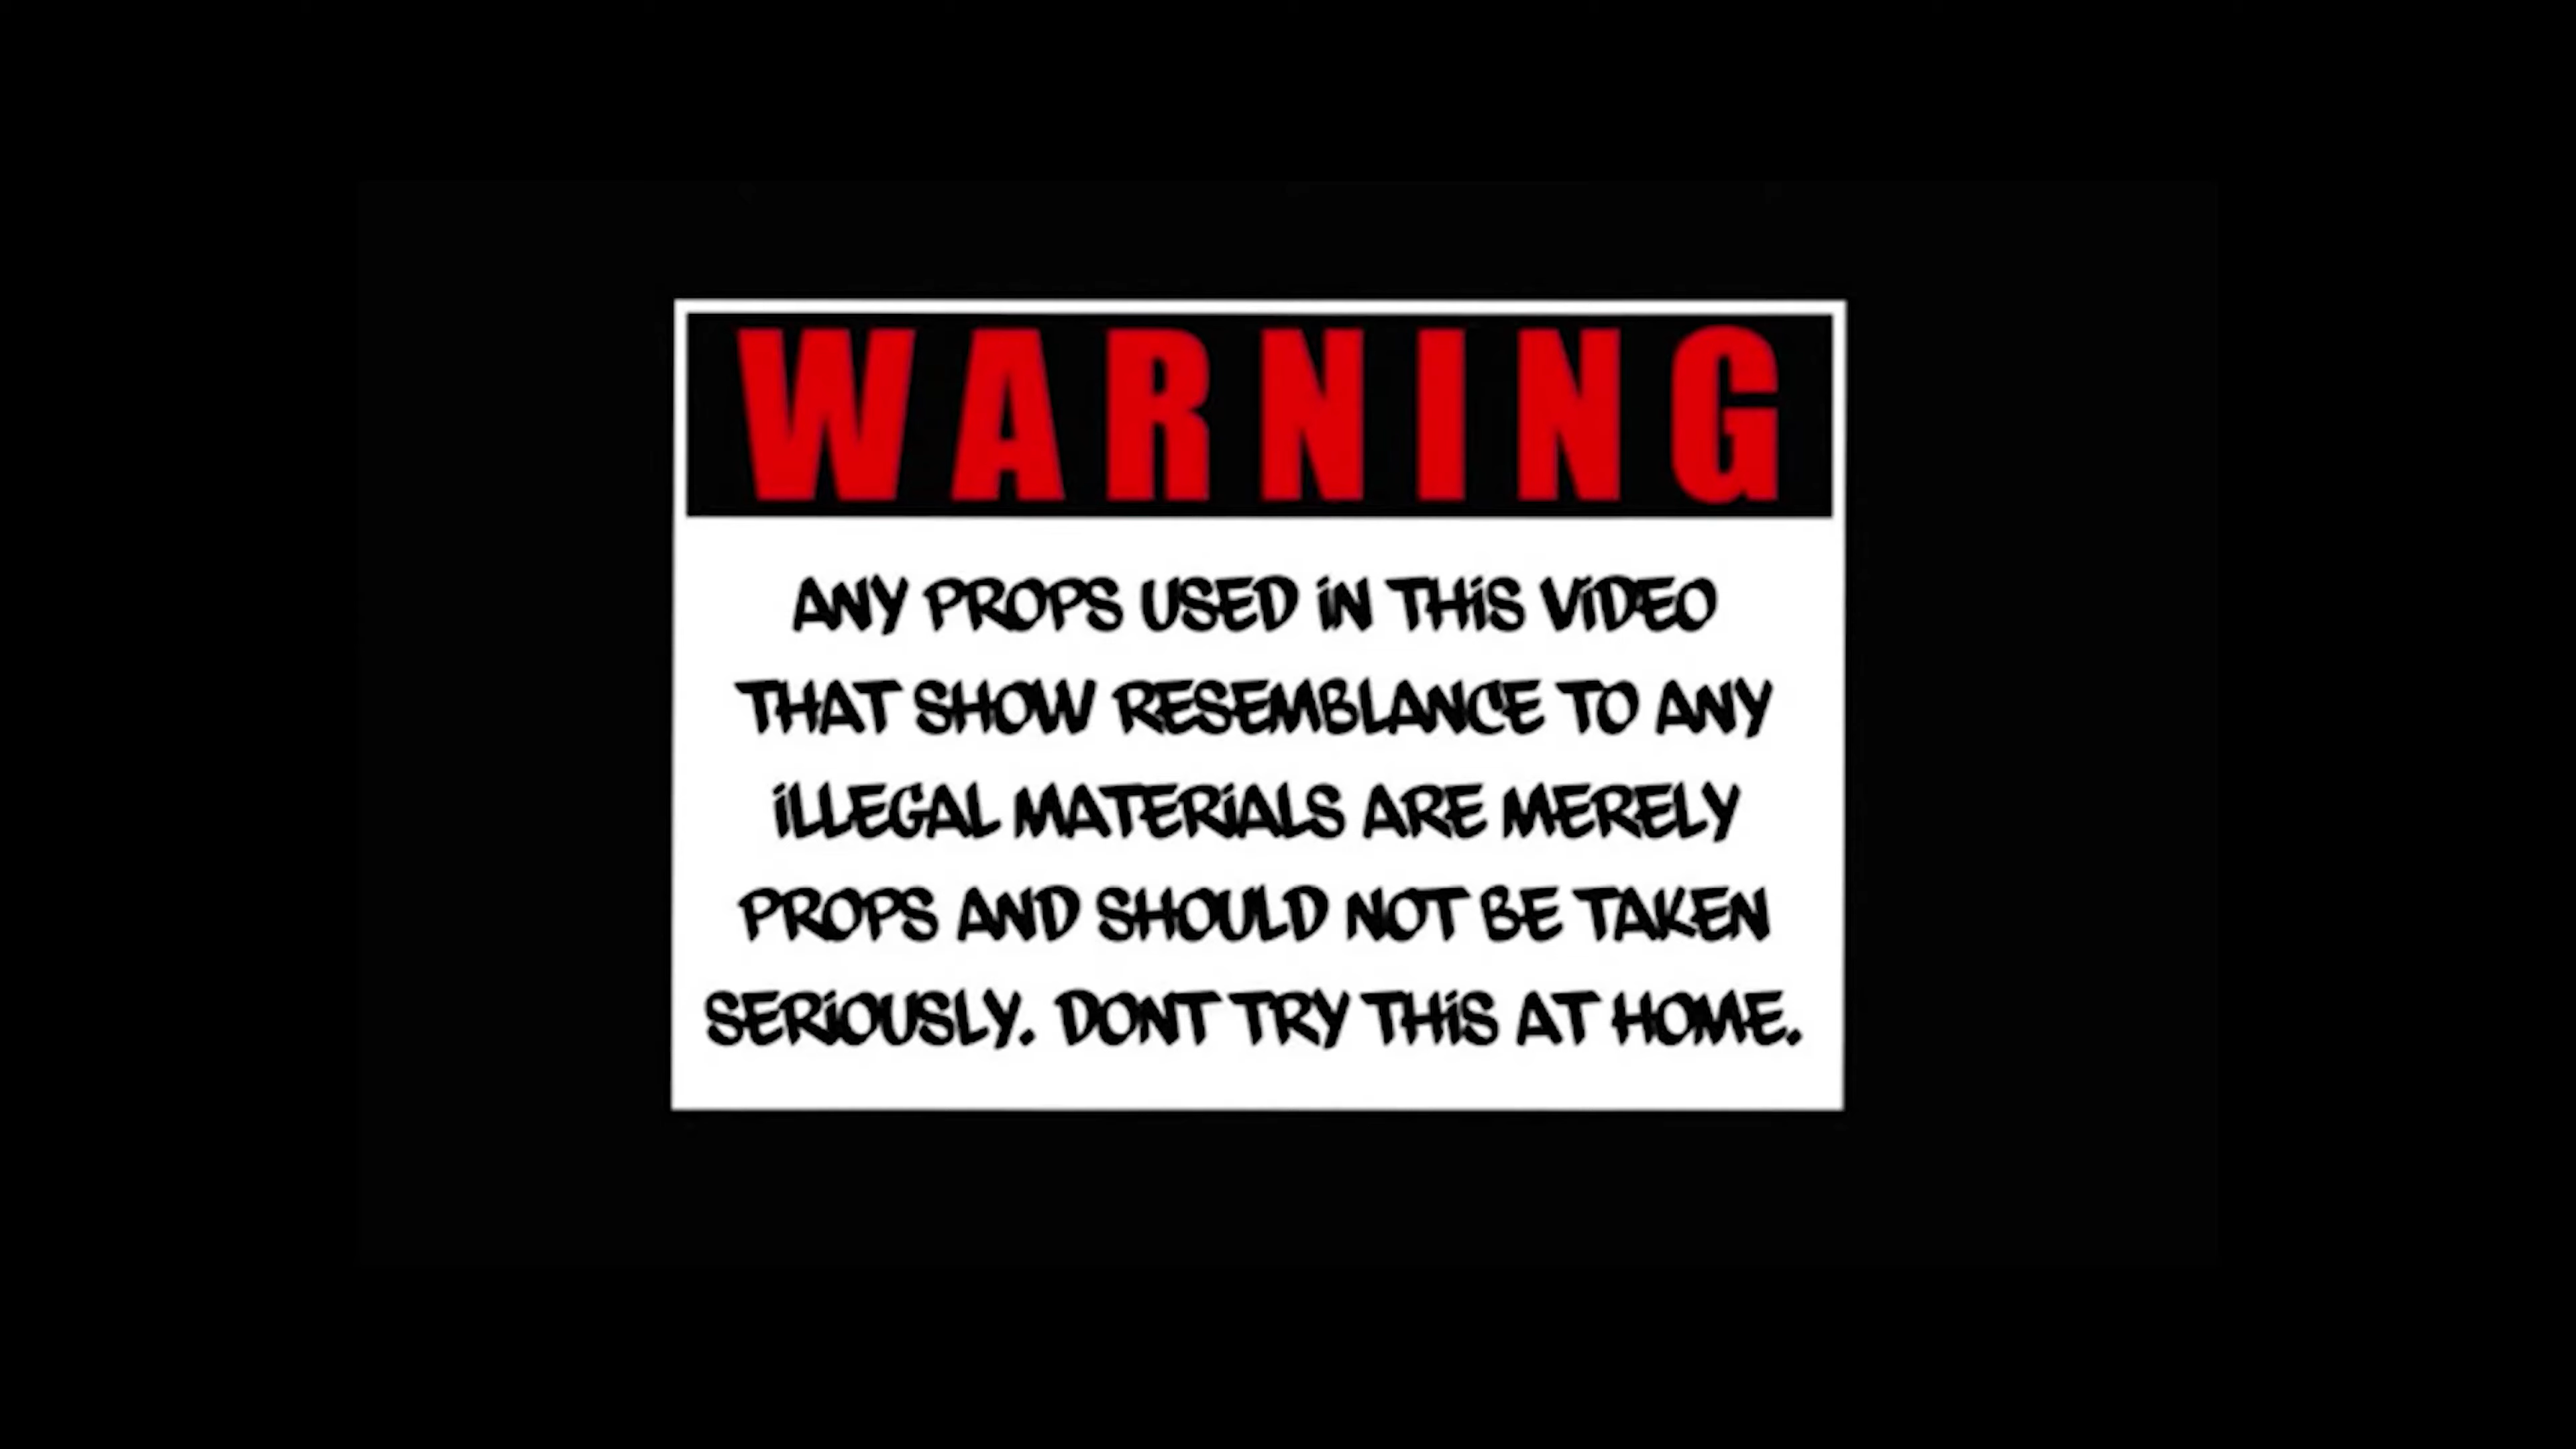 WARNING
ANY PROPS USED iN THiS ViDEO
THAT SHOW RESEMBLANCE TO ANY
iLLEGAL MATERiALS ARE MERELY
PROPS AND SHOULD NOT BE TAKEN
SERiOUSLY. DONT TRY THiS AT HOME.